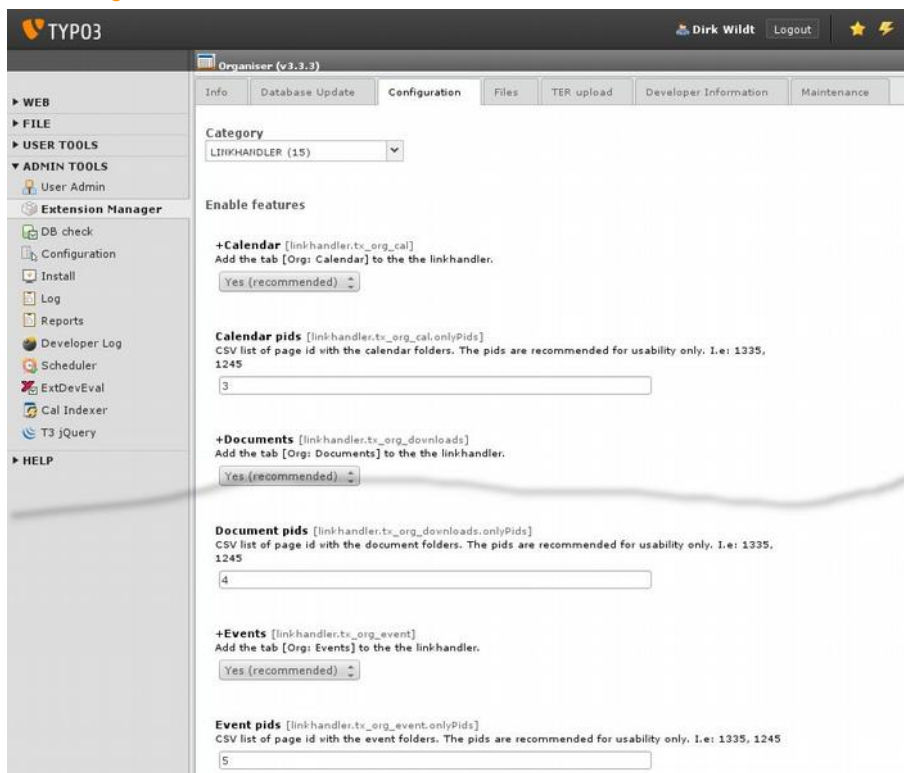 TYPO3
Dirk Wildt Logout
Organiser (v3.3.3)
Info Database Update Configuration Files TER upload Developer Information Maintenance
WEB
FILE
USER TOOLS
ADMIN TOOLS
User Admin
Extension Manager
DB check
Configuration
Install
Log
Reports
Developer Log
Scheduler
ExtDevEval
Cal Indexer
T3 jQuery
HELP
Category
LINKHANDLER (15)
Enable features
+Calendar [linkhandler.tx_org_cal]
Add the tab [Org: Calendar] to the the linkhandler.
Yes (recommended)
Calendar pids [linkhandler.tx_org_cal.onlyPids]
CSV list of page id with the calendar folders. The pids are recommended for usability only. I.e: 1335,
1245
3
+Documents [linkhandler.tx_org_downloads]
Add the tab [Org: Documents] to the the linkhandler.
Yes (recommended)
Document pids [linkhandler.tx_org_downloads.onlyPids]
CSV list of page id with the document folders. The pids are recommended for usability only. I.e: 1335,
1245
4
+Events [linkhandler.tx_org_event]
Add the tab [Org: Events] to the the linkhandler.
Yes (recommended)
Event pids [linkhandler.tx_org_event.onlyPids]
CSV list of page id with the event folders. The pids are recommended for usability only. I.e: 1335, 1245
5